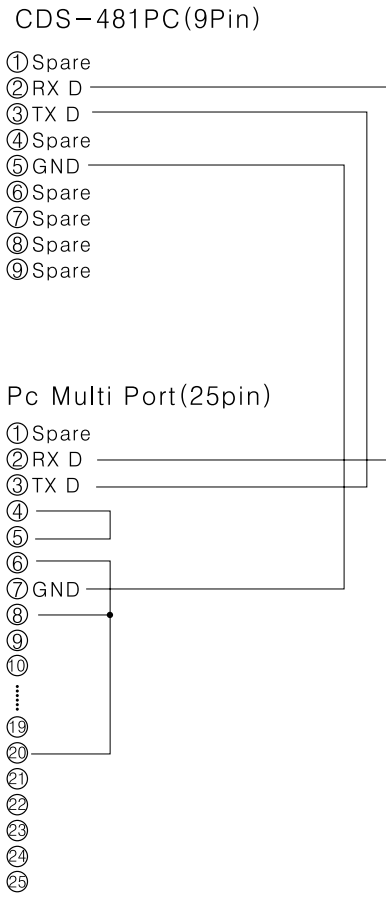 CDS-481PC(9Pin)
①Spare
②RX D
③TX D
④Spare
⑤GND
⑥Spare
⑦Spare
⑧Spare
⑨Spare
Pc Multi Port(25pin)
①Spare
②RX D
③TX D
④
⑤
⑥
⑦GND
⑧
⑨
⑩
⑲
⑳
㉑
㉒
㉓
㉔
㉕